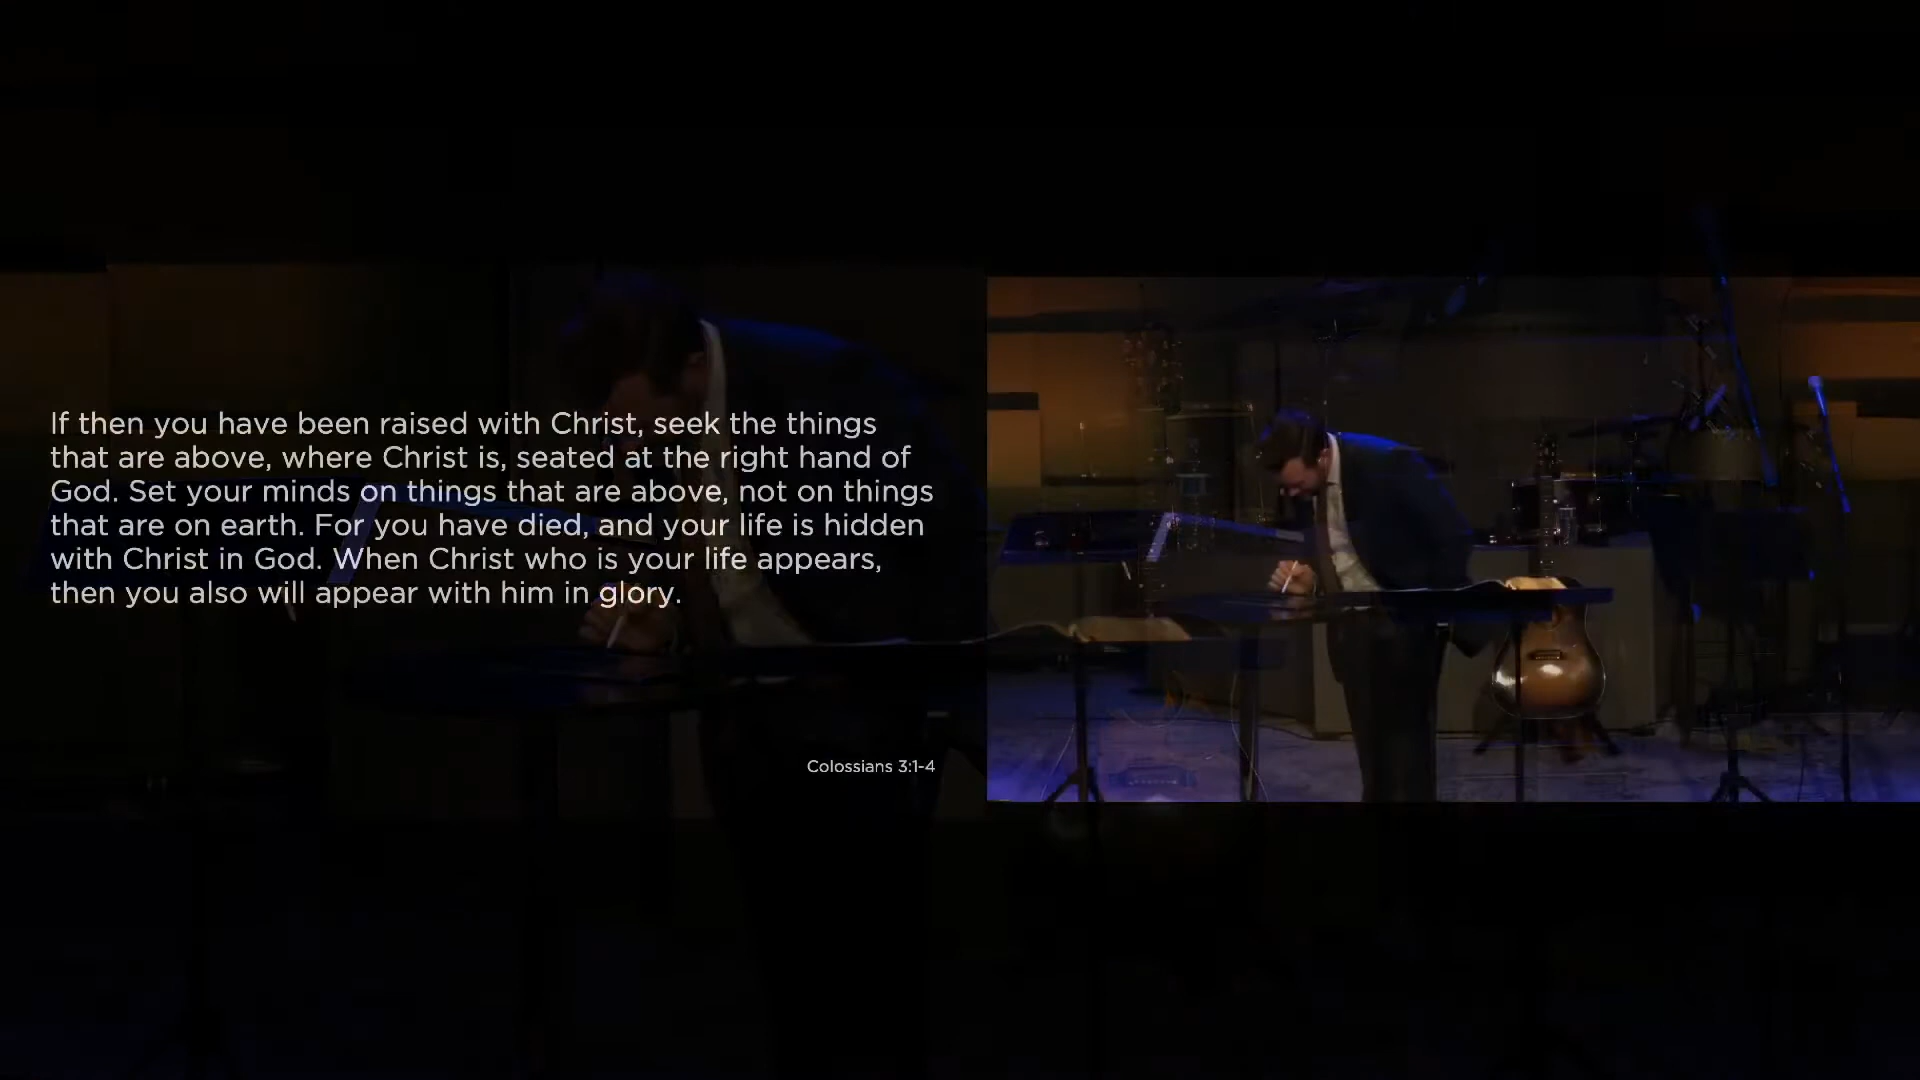 If then you have been raised with Christ, seek the things
that are above, where Christ is, seated at the right hand of
God. Set your minds on things that are above, not on things
that are on earth. For you have died, and your life is hidden
with Christ in God. When Christ who is your life appears,
then you also will appear with him in glory.
Colossians 3:1-4